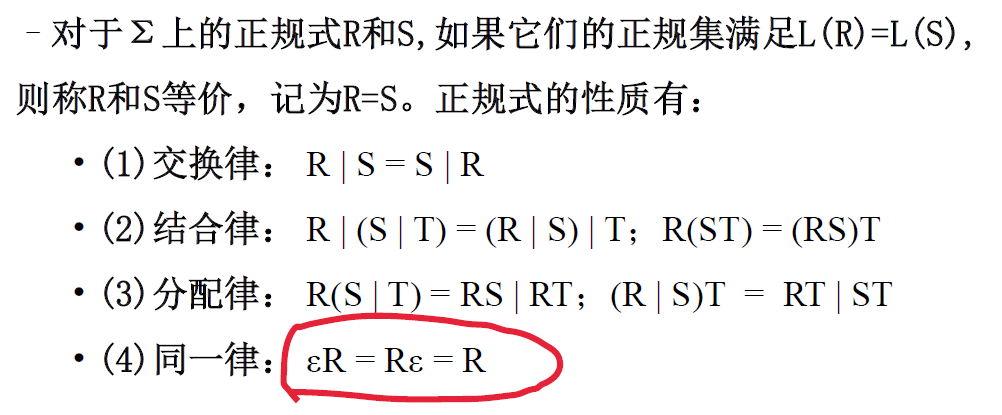 –对于Σ上的正规式R和S,如果它们的正规集满足L(R)=L(S),
则称R和S等价，记为R=S。正规式的性质有：
•(1)交换律： R | S = S | R
•(2)结合律： R | (S | T) = (R | S) | T；R(ST) = (RS)T
•(3)分配律： R(S | T) = RS | RT；(R | S)T = RT | ST
•(4)同一律： εR = Rε = R